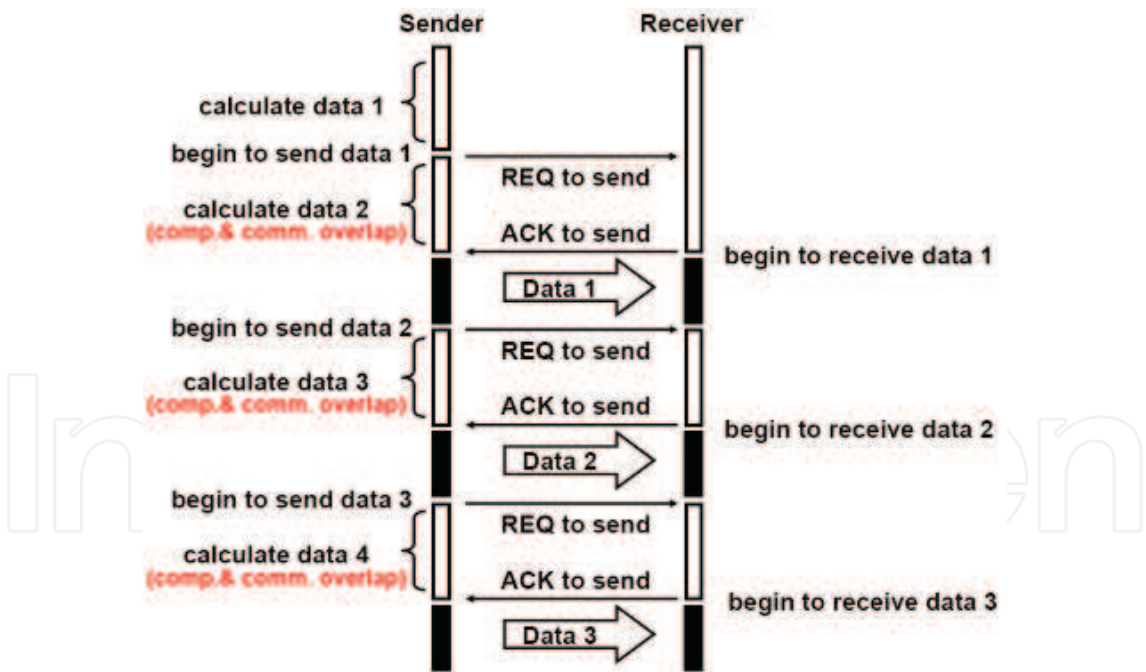 Sender
Receiver
calculate data 1
begin to send data 1
REQ to send
calculate data 2
(comp.& comm. overlap)
ACK to send
begin to receive data 1
Data 1
begin to send data 2
REQ to send
calculate data 3
(comp.& comm. overlap)
ACK to send
begin to receive data 2
Data 2
begin to send data 3
REQ to send
calculate data 4
(comp.& comm. overlap)
ACK to send
begin to receive data 3
Data 3